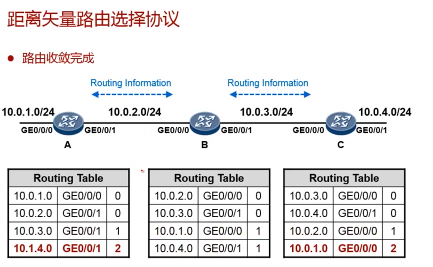 距离矢量路由选择协议
● 路由收敛完成
Routing Information Routing Information
10.0.1.0/24 10.0.2.0/24 10.0.3.0/24 10.0.4.0/24
GE0/0/0 GE0/0/1 GE0/0/0 GE0/0/1 GE0/0/0 GE0/0/1
A B C
Routing Table
10.0.1.0 GE0/0/0 0
10.0.2.0 GE0/0/1 0
10.0.3.0 GE0/0/1 1
10.1.4.0 GE0/0/1 2
Routing Table
10.0.2.0 GE0/0/0 0
10.0.3.0 GE0/0/1 0
10.0.1.0 GE0/0/0 1
10.0.4.0 GE0/0/1 1
Routing Table
10.0.3.0 GE0/0/0 0
10.0.4.0 GE0/0/1 0
10.0.2.0 GE0/0/0 1
10.0.1.0 GE0/0/0 2